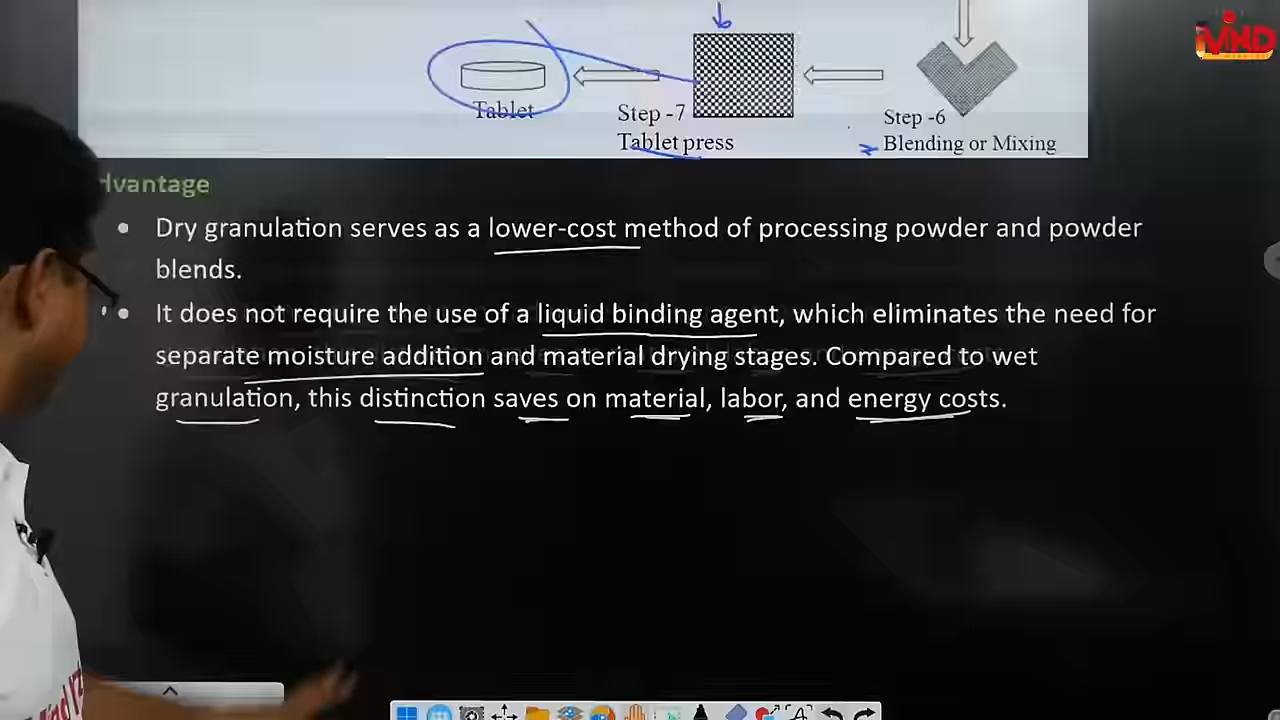 Tablet
Step -7
Tablet press
Step -6
Blending or Mixing
dvantage
• Dry granulation serves as a lower-cost method of processing powder and powder
blends.
• It does not require the use of a liquid binding agent, which eliminates the need for
separate moisture addition and material drying stages. Compared to wet
granulation, this distinction saves on material, labor, and energy costs.